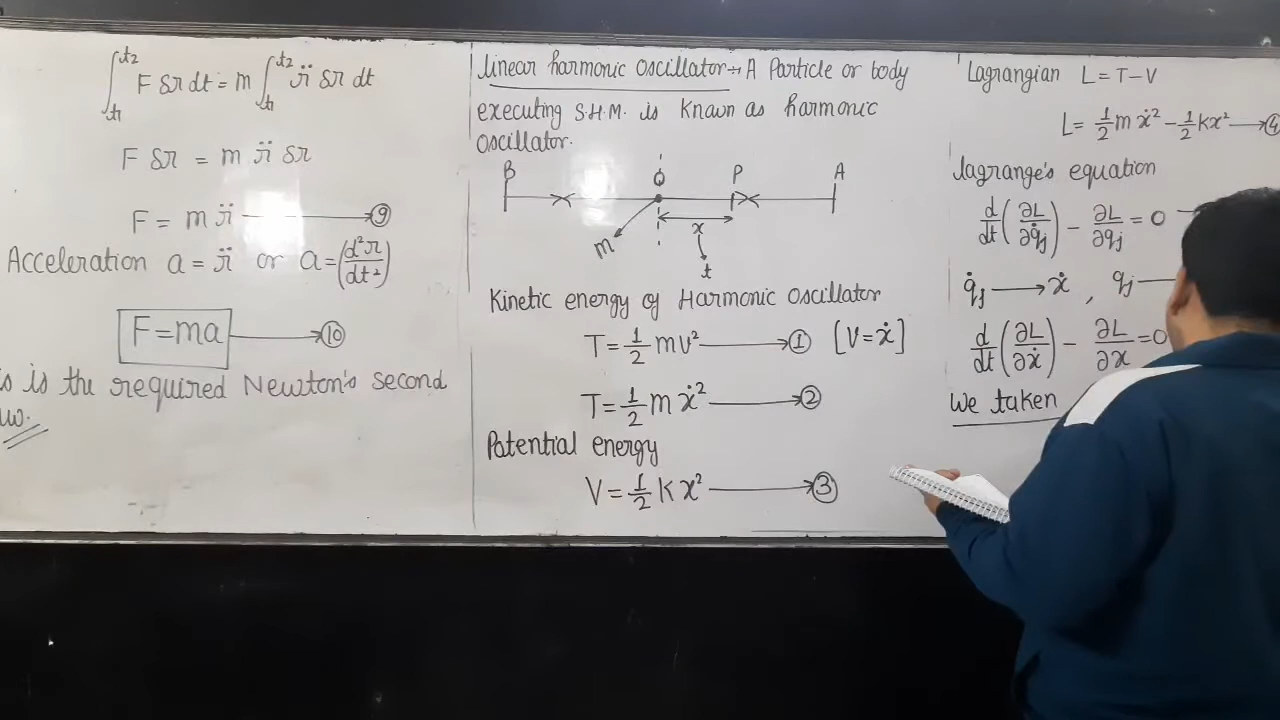 ∫_{t1}^{t2} F δr dt = m ∫_{t1}^{t2} r̈ δr dt
F δr = m r̈ δr
F = m r̈ ⟶ ⑨
Acceleration a = r̈ or a = (d²r/dt²)
F = ma ⟶ ⑩
s is the required Newton's second
w.
linear harmonic oscillator → A Particle or body
executing S.H.M. is Known as harmonic
oscillator.
B O P A
x
m
t
Kinetic energy of Harmonic Oscillator
T = 1/2 mv² ⟶ ① [V = ẋ]
T = 1/2 m ẋ² ⟶ ②
Potential energy
V = 1/2 K x² ⟶ ③
Lagrangian L = T - V
L = 1/2 m ẋ² - 1/2 Kx² ⟶ ④
lagrange's equation
d/dt (∂L/∂q̇j) - ∂L/∂qj = 0
q̇j ⟶ ẋ , qj
d/dt (∂L/∂ẋ) - ∂L/∂x = 0
We taken